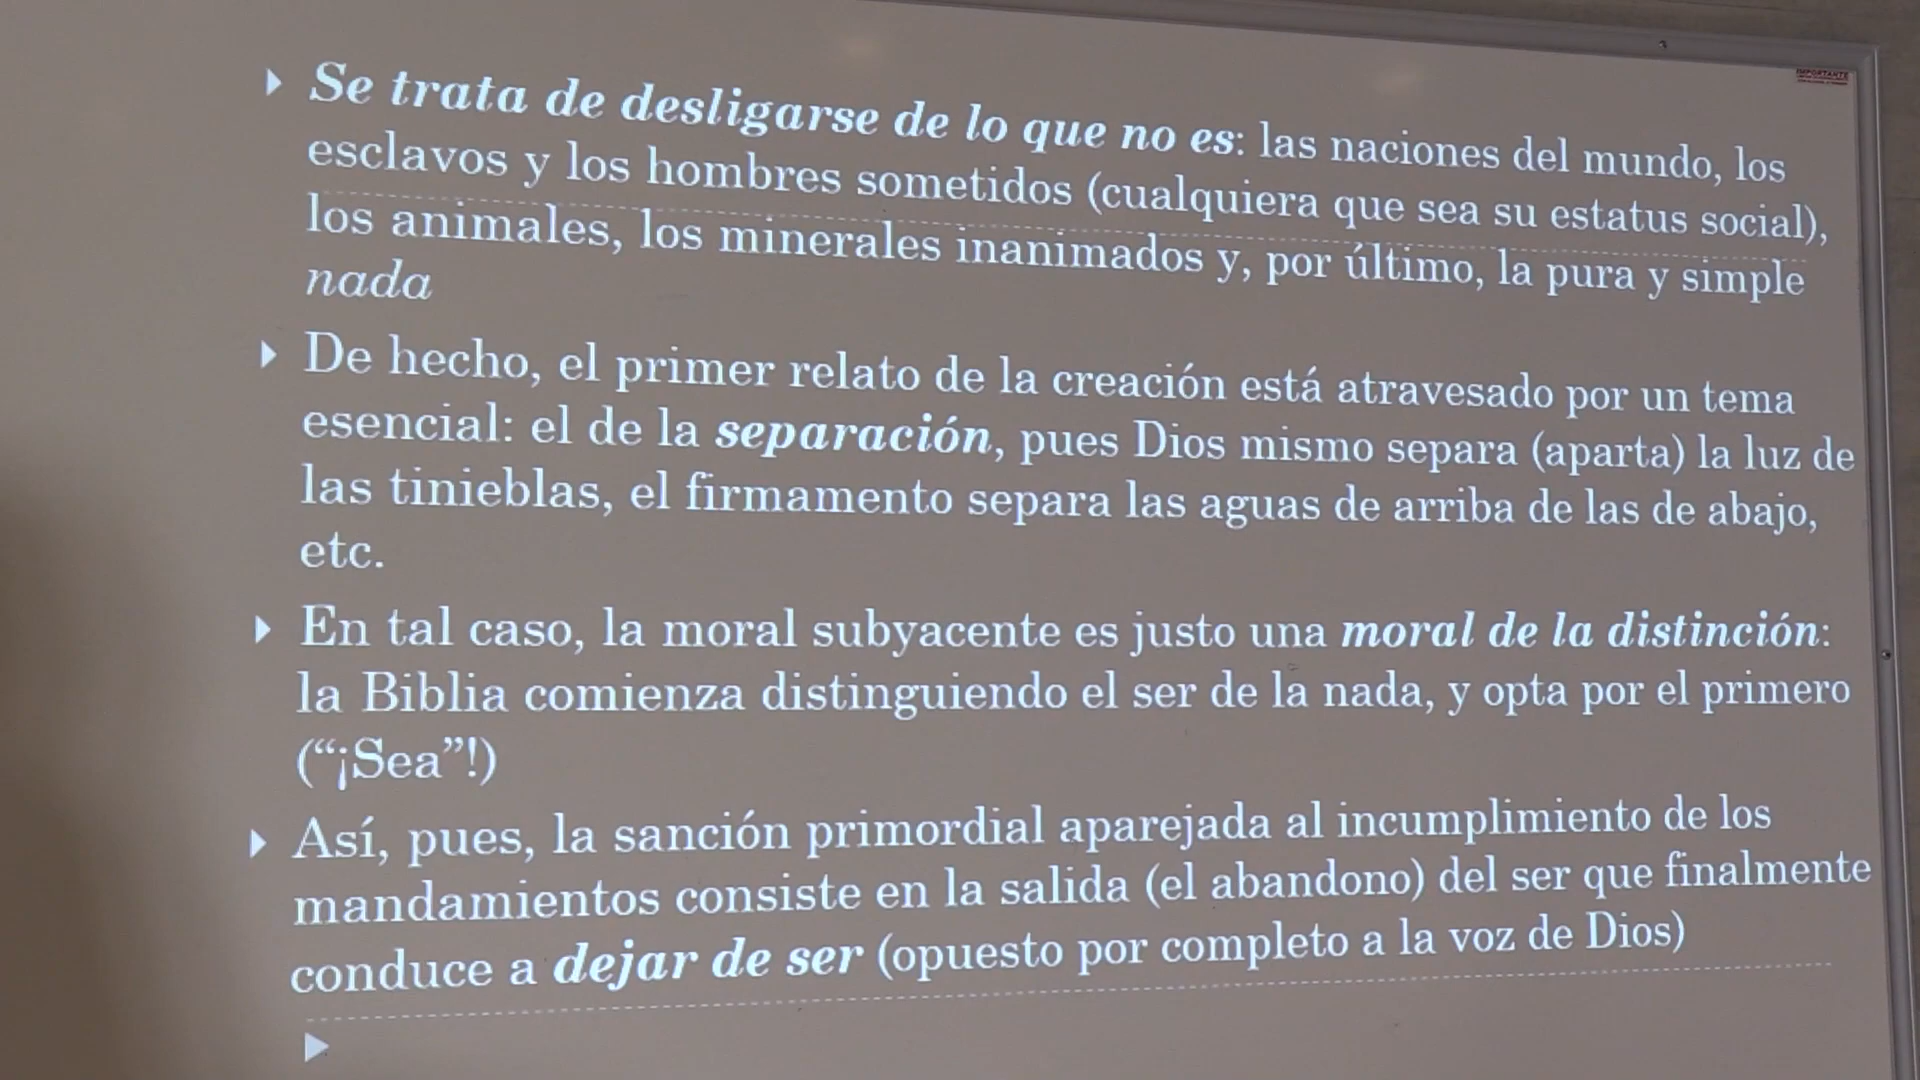 Se trata de desligarse de lo que no es: las naciones del mundo, los
esclavos y los hombres sometidos (cualquiera que sea su estatus social),
los animales, los minerales inanimados y, por último, la pura y simple
nada
De hecho, el primer relato de la creación está atravesado por un tema
esencial: el de la separación, pues Dios mismo separa (aparta) la luz de
las tinieblas, el firmamento separa las aguas de arriba de las de abajo,
etc.
En tal caso, la moral subyacente es justo una moral de la distinción:
la Biblia comienza distinguiendo el ser de la nada, y opta por el primero
(“¡Sea”!)
Así, pues, la sanción primordial aparejada al incumplimiento de los
mandamientos consiste en la salida (el abandono) del ser que finalmente
conduce a dejar de ser (opuesto por completo a la voz de Dios)
IMPORTANTE